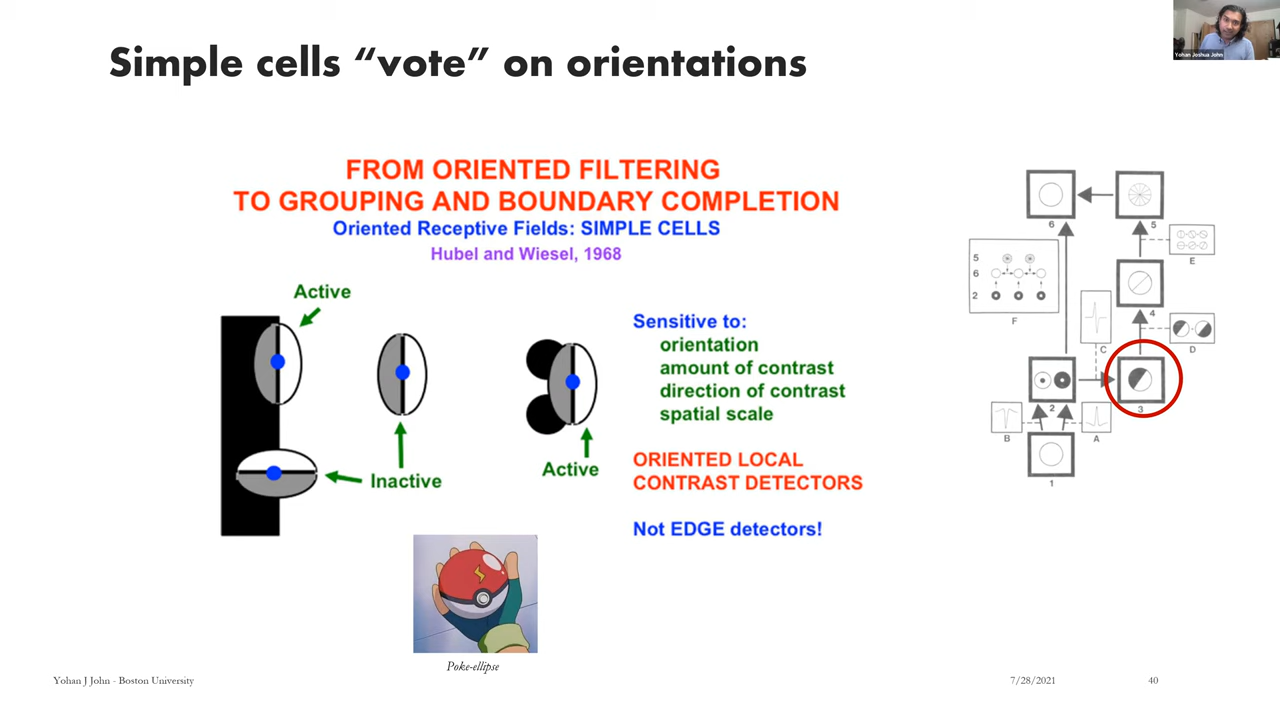 Simple cells “vote” on orientations
Yohan Joshua John
FROM ORIENTED FILTERING
TO GROUPING AND BOUNDARY COMPLETION
Oriented Receptive Fields: SIMPLE CELLS
Hubel and Wiesel, 1968
Active
Inactive
Active
Sensitive to:
orientation
amount of contrast
direction of contrast
spatial scale
ORIENTED LOCAL
CONTRAST DETECTORS
Not EDGE detectors!
Poke-ellipse
6
5
E
5
6
2
F
4
C
D
2
3
B
A
1
Yohan J John - Boston University
7/28/2021
40